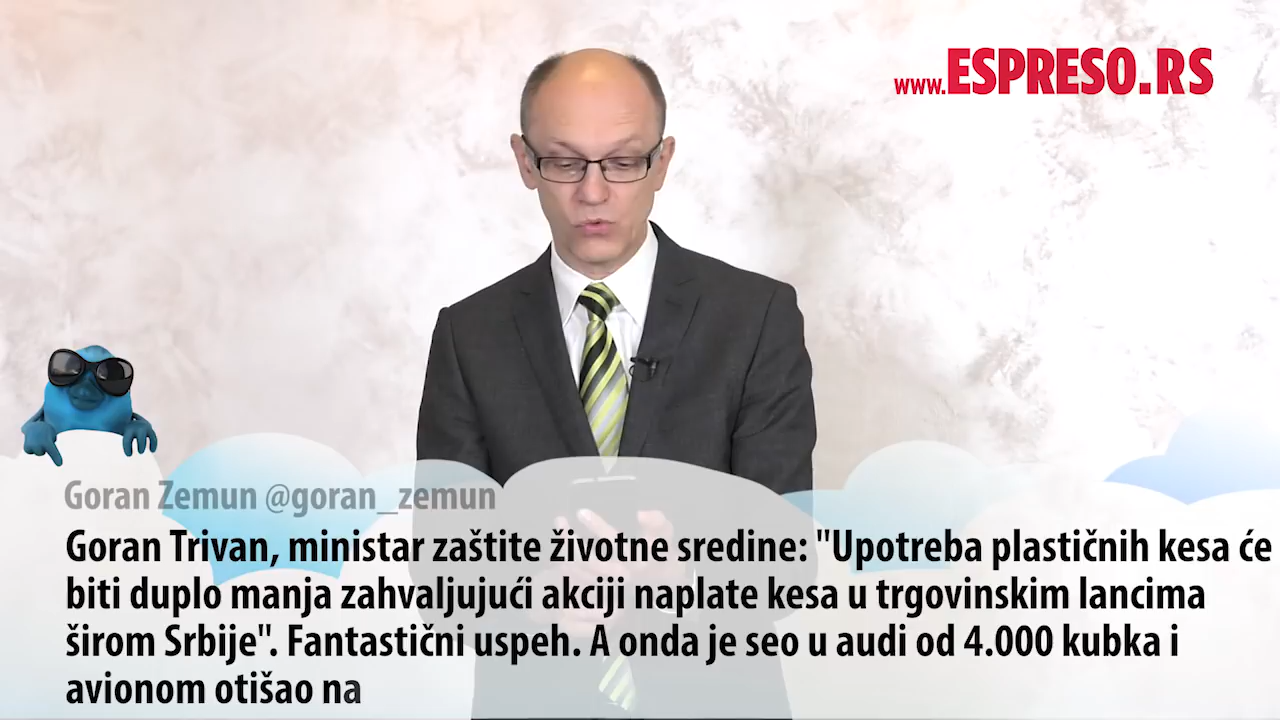 www.ESPRESO.RS
Goran Zemun @goran_zemun
Goran Trivan, ministar zaštite životne sredine: "Upotreba plastičnih kesa će
biti duplo manja zahvaljujući akciji naplate kesa u trgovinskim lancima
širom Srbije". Fantastični uspeh. A onda je seo u audi od 4.000 kubka i
avionom otišao na